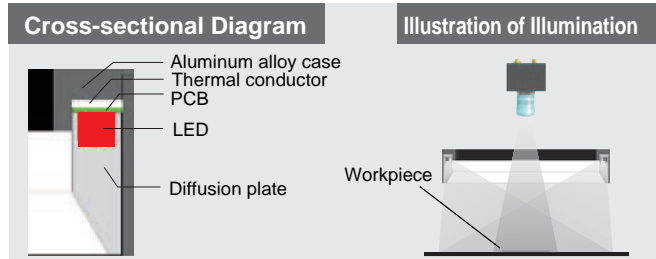 Cross-sectional Diagram
Aluminum alloy case
Thermal conductor
PCB
LED
Diffusion plate
Illustration of Illumination
Workpiece